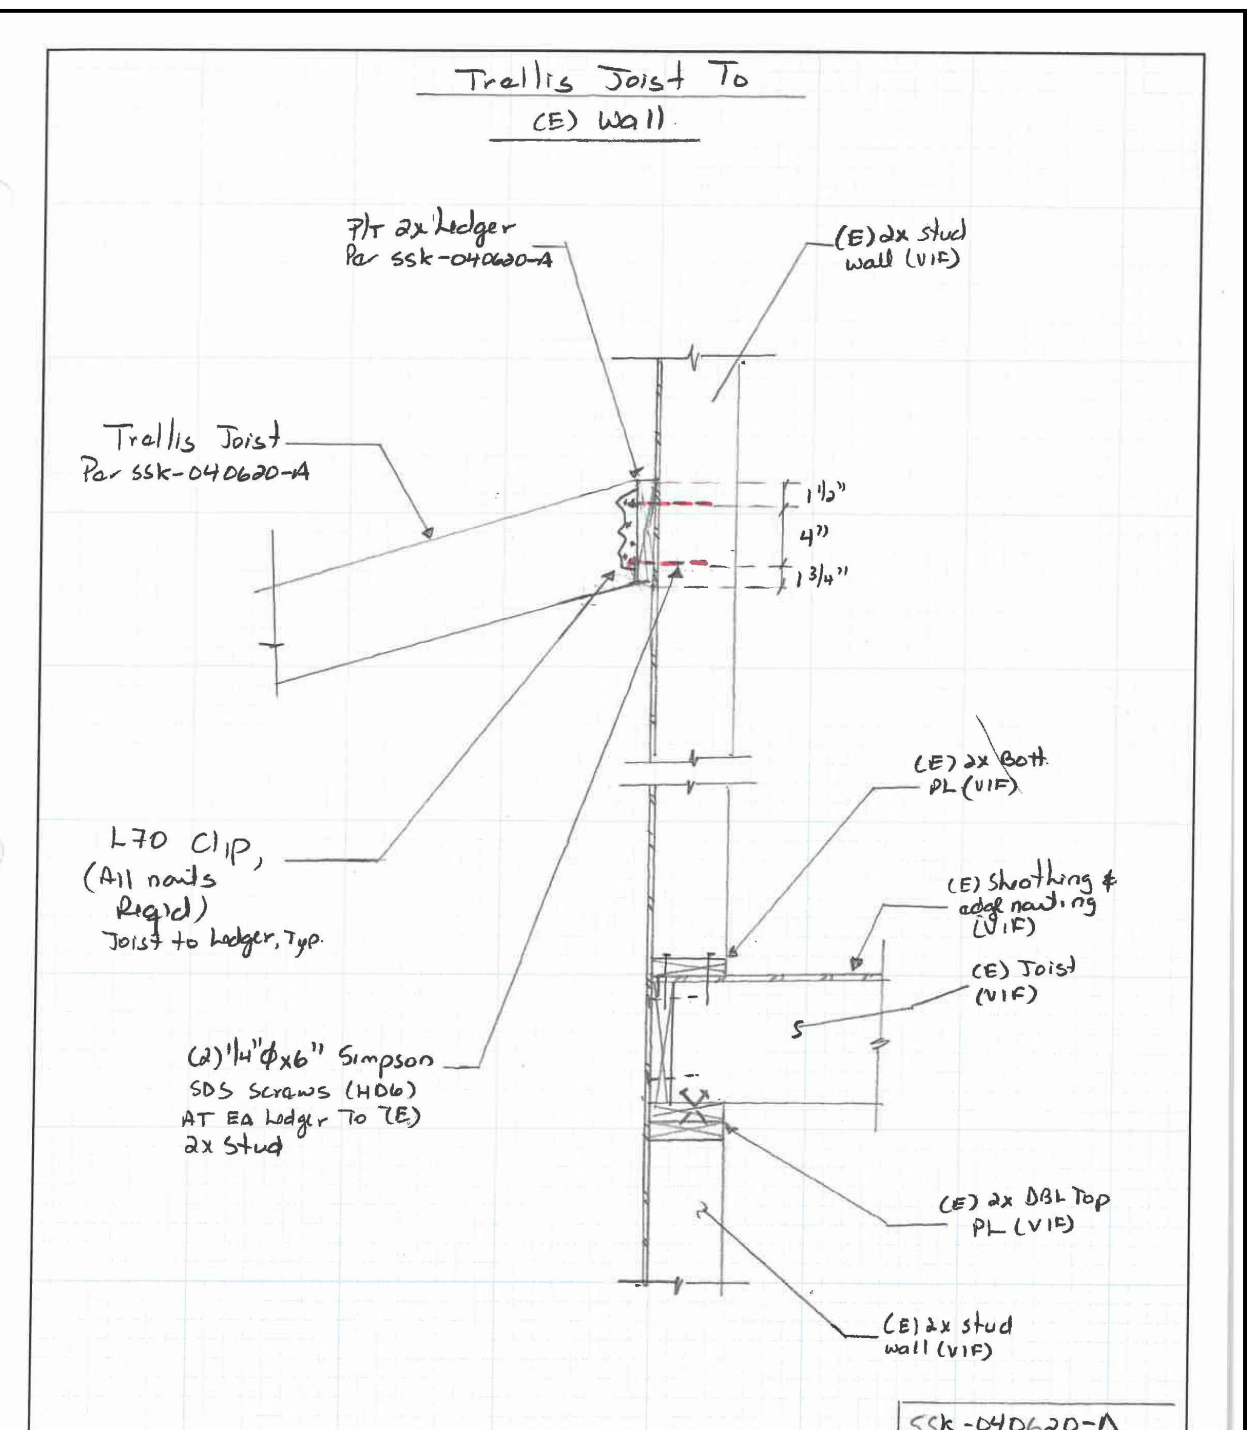 Trellis Joist To
(E) Wall
P/T 2x Ledger
Per SSK-040620-A
(E) 2x Stud
Wall (VIF)
Trellis Joist
Per SSK-040620-A
1 1/2"
4"
1 3/4"
(E) 2x Bott.
PL (VIF)
L70 Clip,
(All nails
Req'd)
Joist to Ledger, Typ.
(E) Sheathing &
edge nailing
(VIF)
(E) Joist
(VIF)
(2) 1/4"ϕx6" Simpson
SDS Screws (HDG)
AT EA Ledger To (E)
2x Stud
(E) 2x DBL Top
PL (VIF)
(E) 2x Stud
Wall (VIF)
SSK-040620-A